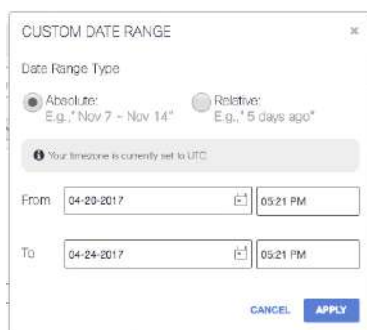 CUSTOM DATE RANGE ×
Date Range Type
Absolute: Relative:
E.g.," Nov 7 - Nov 14" E.g.," 5 days ago"
Your timezone is currently set to UTC
From 04-20-2017 05:21 PM
To 04-24-2017 05:21 PM
CANCEL APPLY